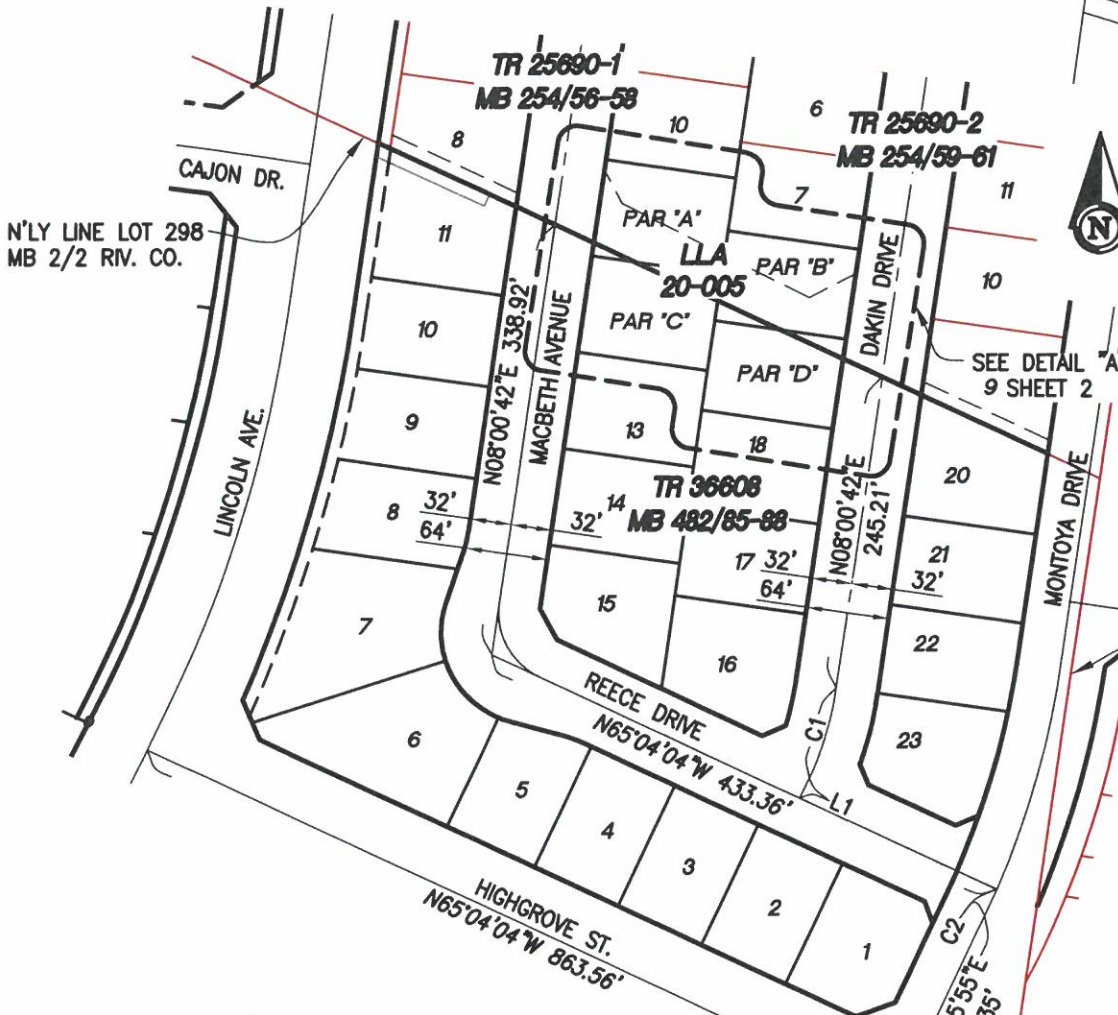 TR 25690-1
MB 254/56-58
TR 25690-2
MB 254/59-61
CAJON DR.
N'LY LINE LOT 298
MB 2/2 RIV. CO.
8
10
6
7
11
10
N
11
10
9
8
7
6
5
4
3
2
1
PAR "A"
LLA
20-005
PAR "B"
PAR "C"
PAR "D"
13
14
15
16
17
18
TR 36608
MB 482/85-88
20
21
22
23
SEE DETAIL "A
9 SHEET 2
LINCOLN AVE.
N08°00'42"E 338.92'
MACBETH AVENUE
DAKIN DRIVE
N08°00'42"E
245.21'
MONTOYA DRIVE
32'
64'
32'
32'
64'
32'
REECE DRIVE
N65°04'04"W 433.36'
C1
L1
C2
HIGHGROVE ST.
N65°04'04"W 863.56'
5'55"E
35'